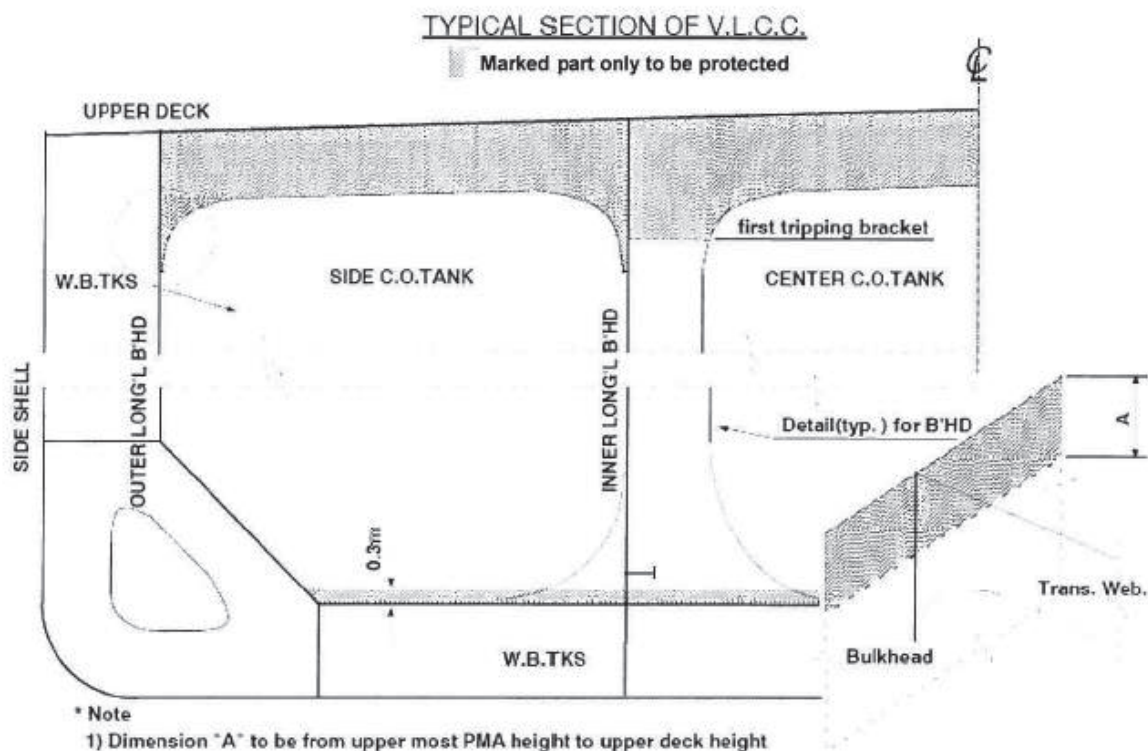 TYPICAL SECTION OF V.L.C.C.
Marked part only to be protected
℄
UPPER DECK
first tripping bracket
W.B.TKS
SIDE C.O.TANK
CENTER C.O.TANK
SIDE SHELL
OUTER LONG'L B'HD
INNER LONG'L B'HD
Detail(typ.) for B'HD
A
0.3m
Trans. Web.
W.B.TKS
Bulkhead
* Note
1) Dimension "A" to be from upper most PMA height to upper deck height